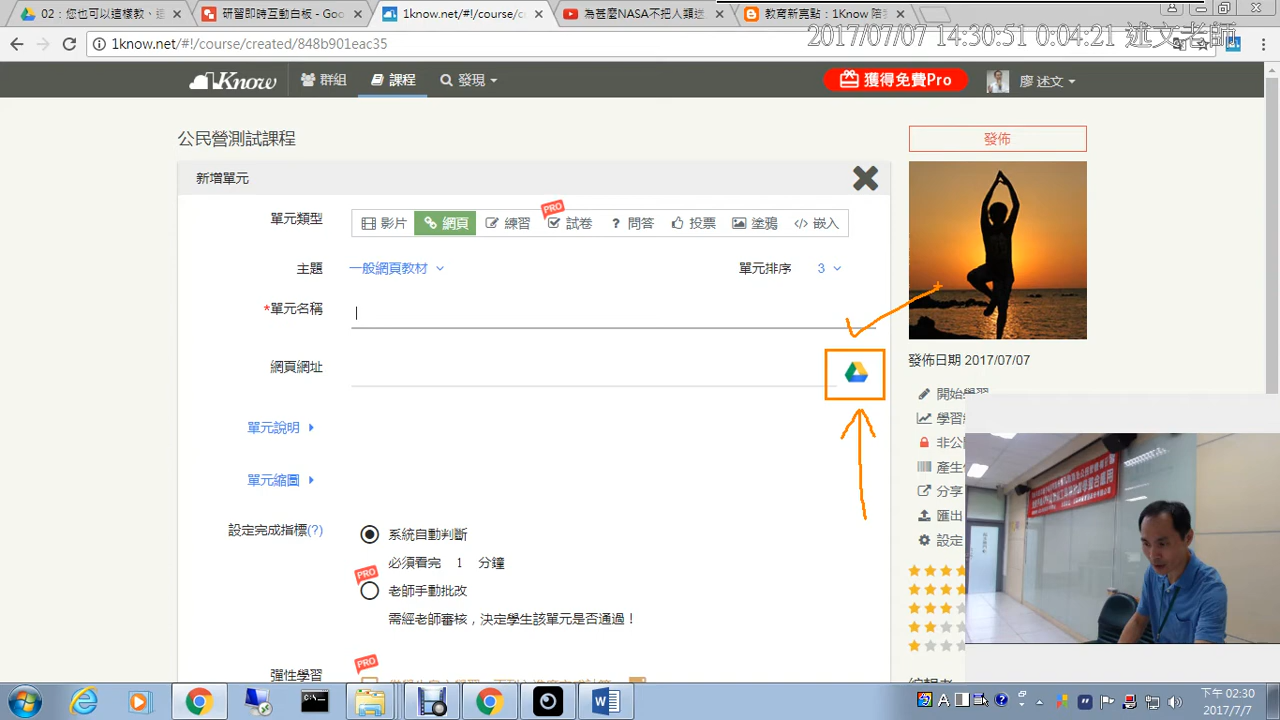 02：您也可以這樣教、這
研習即時互動白板 - Goo
1know.net/#!/course/c
為甚麼NASA不把人類送
教育新亮點：1Know 陪
1know.net/#!/course/created/848b901eac35
2017/07/07 14:30:51 0:04:21 述文老師
1Know
群組
課程
發現
獲得免費Pro
廖 述文
公民營測試課程
發佈
新增單元
單元類型
影片
網頁
練習
PRO
試卷
問答
投票
塗鴉
嵌入
主題
一般網頁教材
單元排序
3
*單元名稱
網頁網址
發佈日期 2017/07/07
單元說明
單元縮圖
開始學習
學習
非公
產生
分享
匯出
設定
設定完成指標(?)
系統自動判斷
必須看完 1 分鐘
PRO
老師手動批改
需經老師審核，決定學生該單元是否通過！
PRO
彈性學習
下午 02:30
2017/7/7